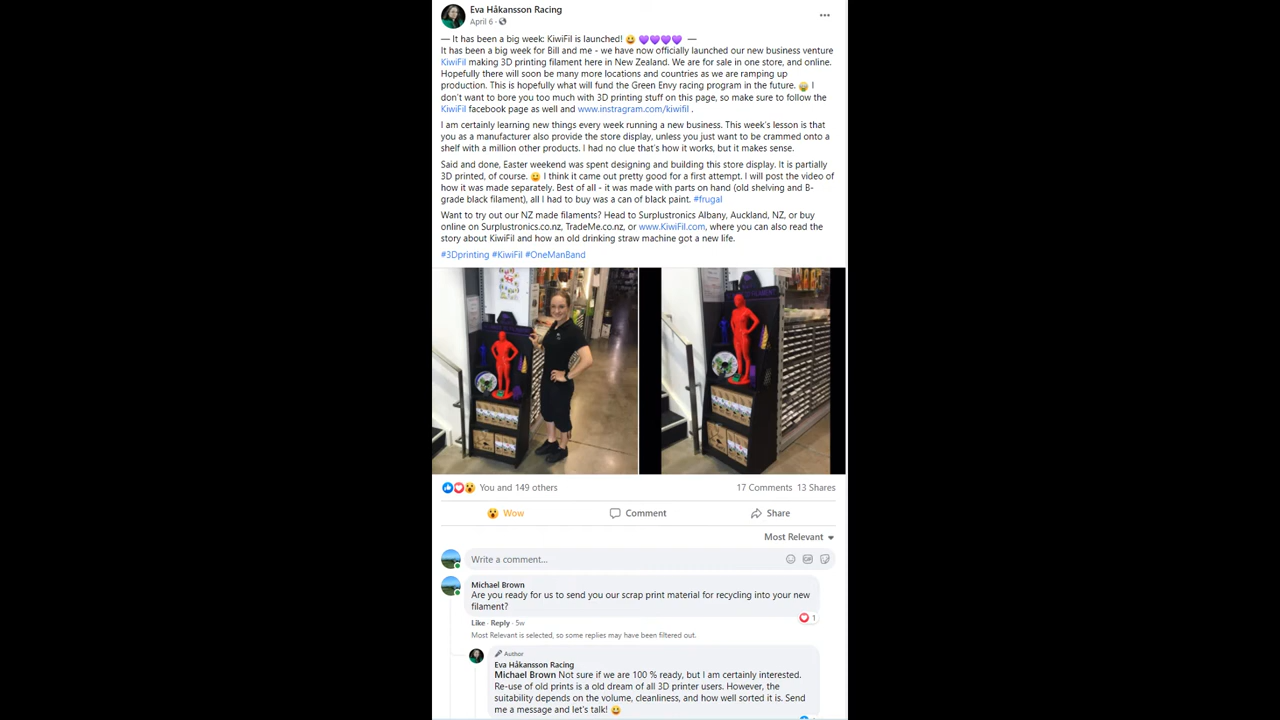 Eva Håkansson Racing
April 6 ·
— It has been a big week: KiwiFil is launched! 😃 💜💜💜💜 —
It has been a big week for Bill and me - we have now officially launched our new business venture
KiwiFil making 3D printing filament here in New Zealand. We are for sale in one store, and online.
Hopefully there will soon be many more locations and countries as we are ramping up
production. This is hopefully what will fund the Green Envy racing program in the future. 🤑 I
don't want to bore you too much with 3D printing stuff on this page, so make sure to follow the
KiwiFil facebook page as well and www.instragram.com/kiwifil .
I am certainly learning new things every week running a new business. This week's lesson is that
you as a manufacturer also provide the store display, unless you just want to be crammed onto a
shelf with a million other products. I had no clue that's how it works, but it makes sense.
Said and done, Easter weekend was spent designing and building this store display. It is partially
3D printed, of course. 🙂 I think it came out pretty good for a first attempt. I will post the video of
how it was made separately. Best of all - it was made with parts on hand (old shelving and B-
grade black filament), all I had to buy was a can of black paint. #frugal
Want to try out our NZ made filaments? Head to Surplustronics Albany, Auckland, NZ, or buy
online on Surplustronics.co.nz, TradeMe.co.nz, or www.KiwiFil.com, where you can also read the
story about KiwiFil and how an old drinking straw machine got a new life.
#3Dprinting #KiwiFil #OneManBand
You and 149 others
17 Comments 13 Shares
Wow
Comment
Share
Most Relevant
Write a comment...
GIF
Michael Brown
Are you ready for us to send you our scrap print material for recycling into your new
filament?
1
Like · Reply · 5w
Most Relevant is selected, so some replies may have been filtered out.
Author
Eva Håkansson Racing
Michael Brown Not sure if we are 100 % ready, but I am certainly interested.
Re-use of old prints is a old dream of all 3D printer users. However, the
suitability depends on the volume, cleanliness, and how well sorted it is. Send
me a message and let's talk! 😃